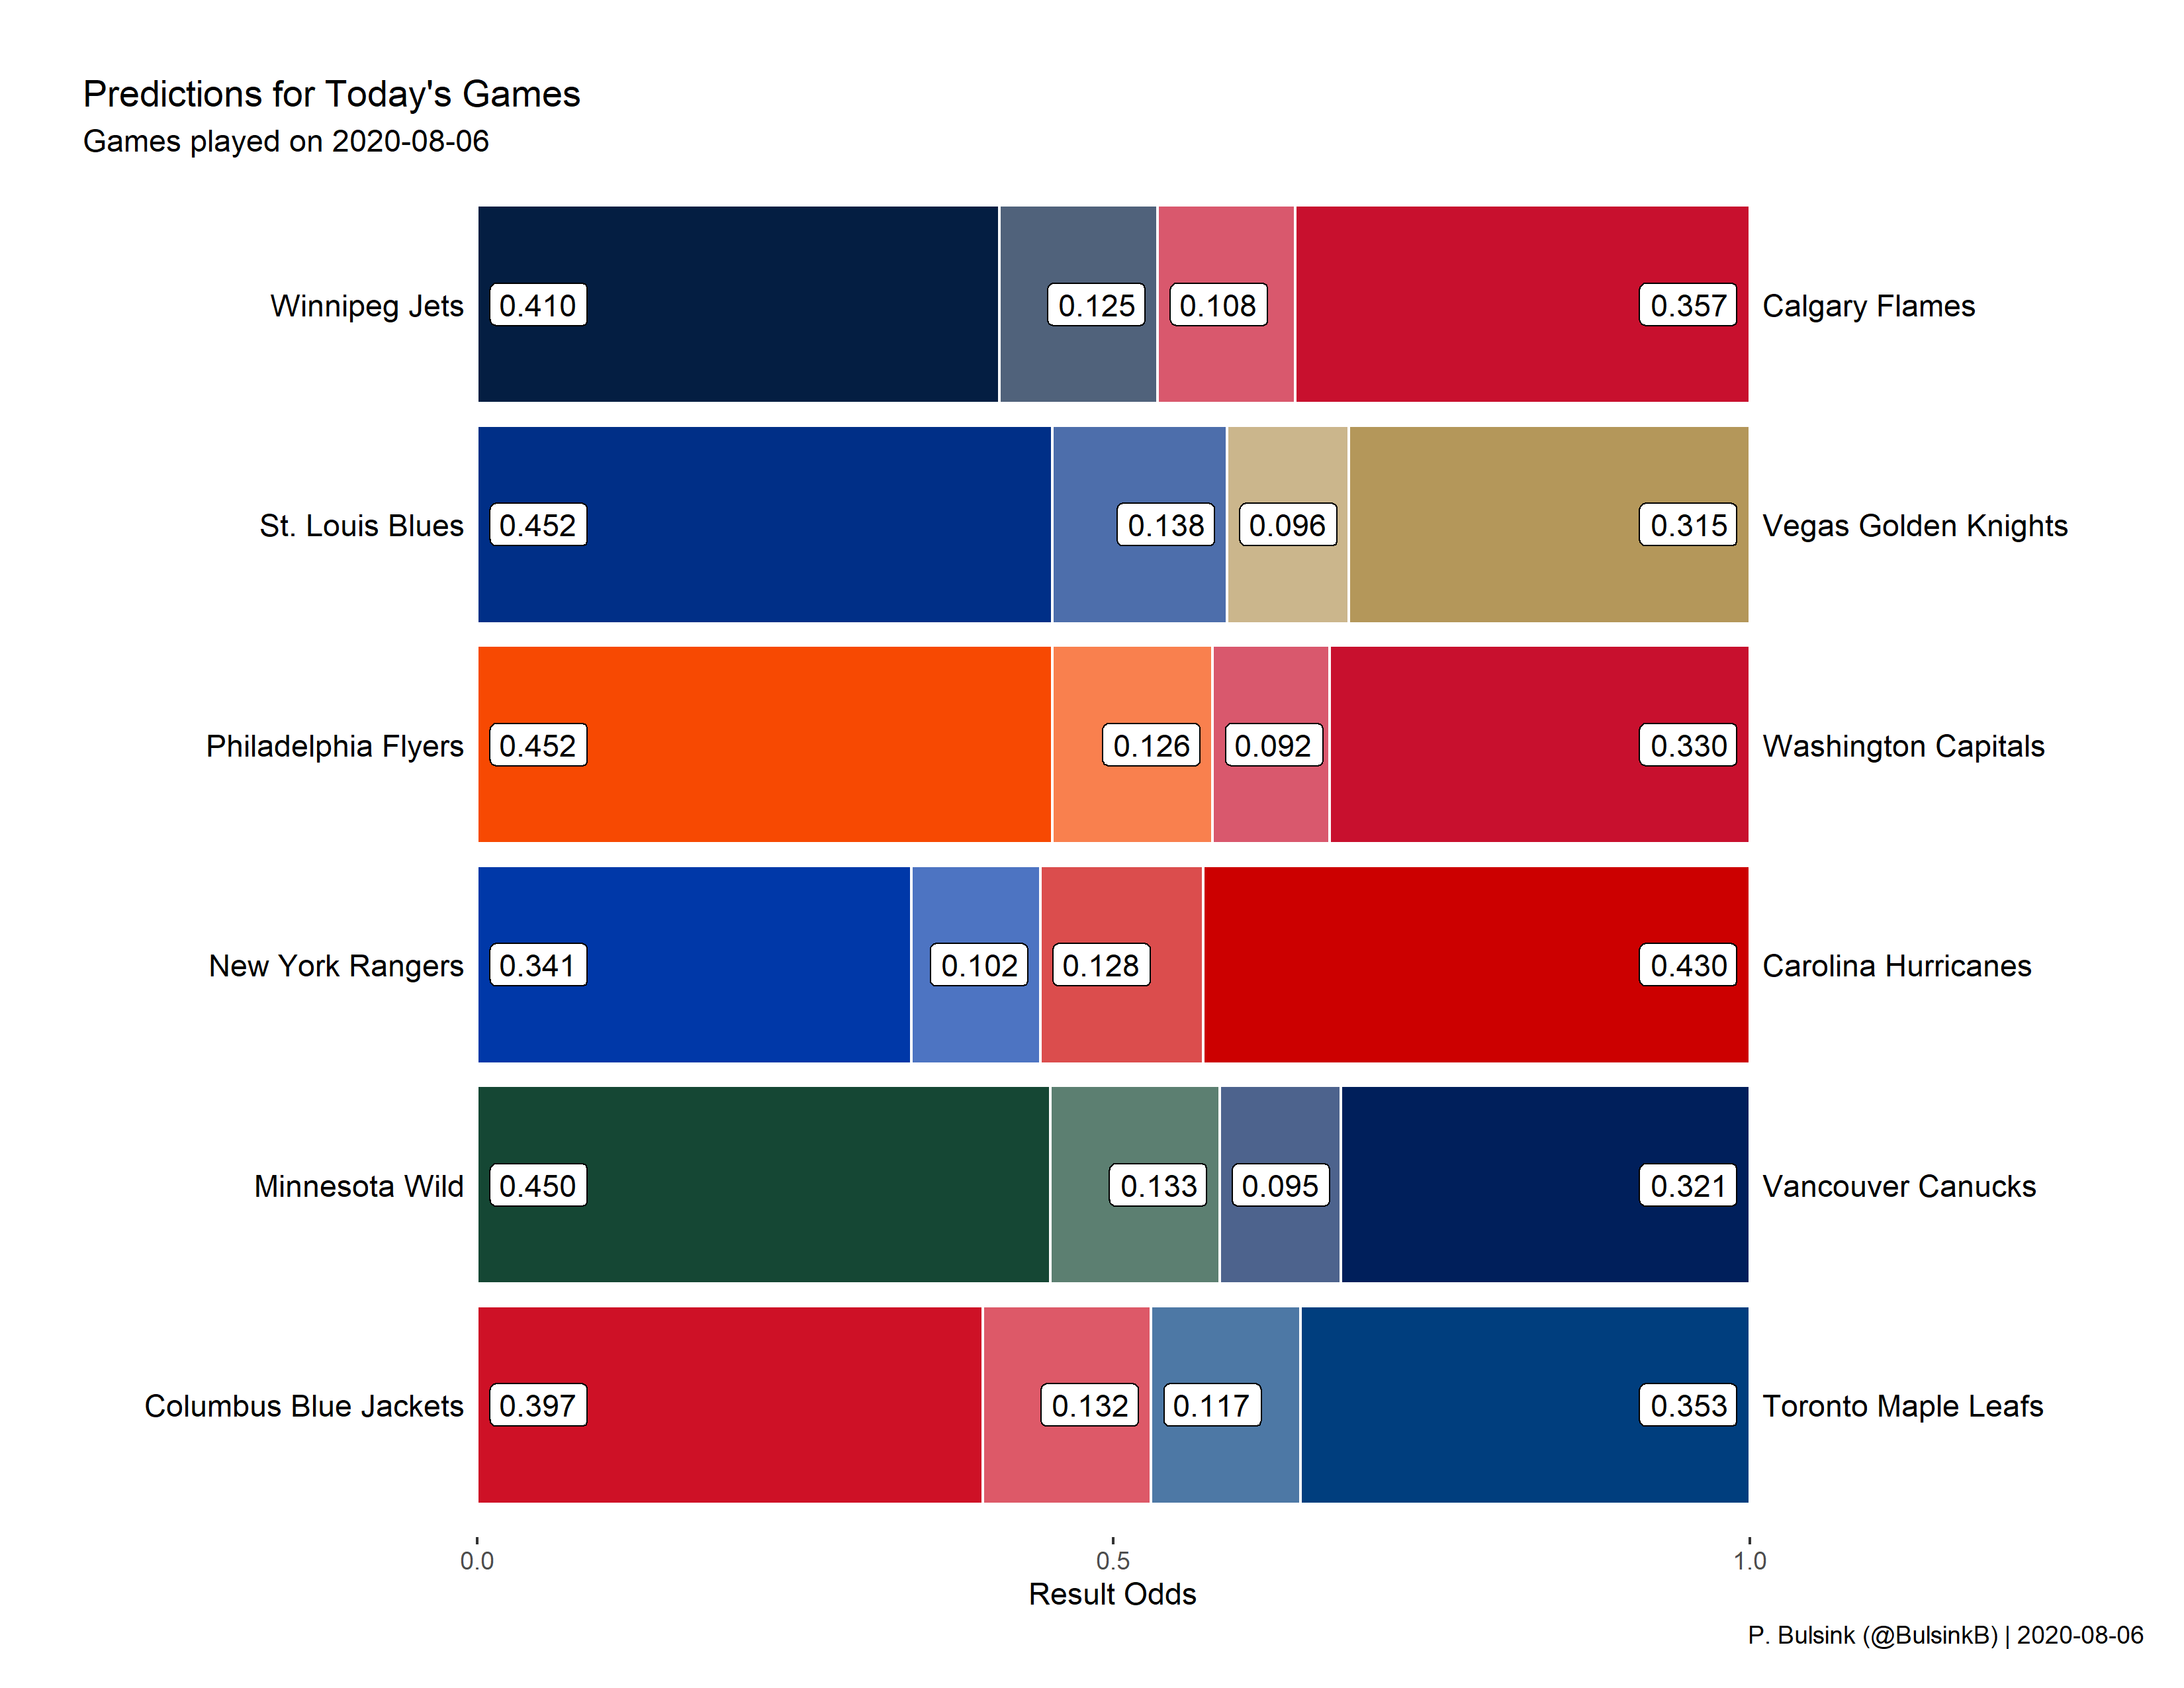 Predictions for Today's Games
Games played on 2020-08-06
Winnipeg Jets 0.410 0.125 0.108 0.357 Calgary Flames
St. Louis Blues 0.452 0.138 0.096 0.315 Vegas Golden Knights
Philadelphia Flyers 0.452 0.126 0.092 0.330 Washington Capitals
New York Rangers 0.341 0.102 0.128 0.430 Carolina Hurricanes
Minnesota Wild 0.450 0.133 0.095 0.321 Vancouver Canucks
Columbus Blue Jackets 0.397 0.132 0.117 0.353 Toronto Maple Leafs
0.0 0.5 1.0
Result Odds
P. Bulsink (@BulsinkB) | 2020-08-06